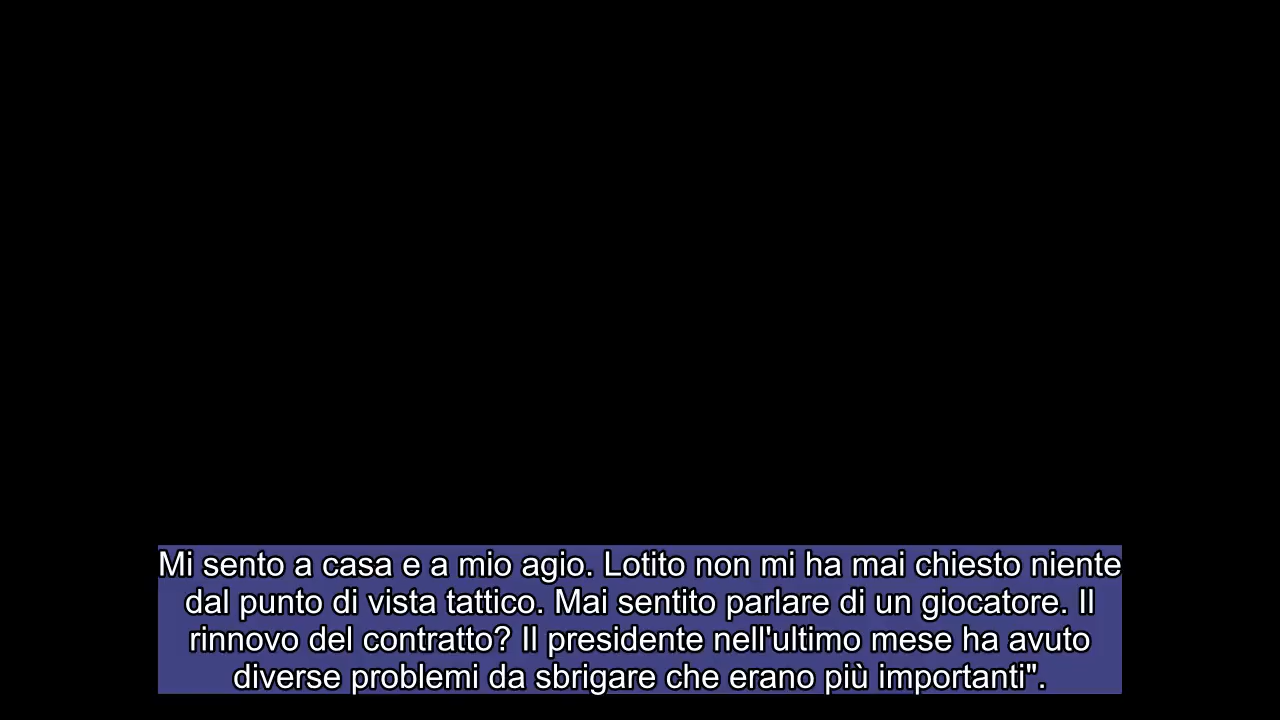 Mi sento a casa e a mio agio. Lotito non mi ha mai chiesto niente
dal punto di vista tattico. Mai sentito parlare di un giocatore. Il
rinnovo del contratto? Il presidente nell'ultimo mese ha avuto
diverse problemi da sbrigare che erano più importanti".